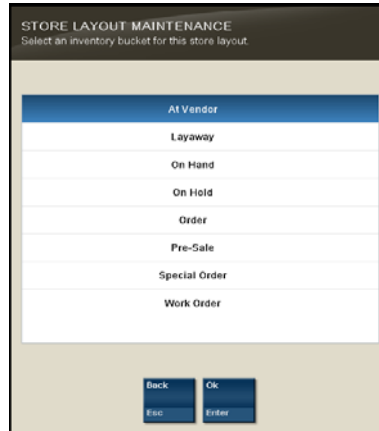 STORE LAYOUT MAINTENANCE
Select an inventory bucket for this store layout.
At Vendor
Layaway
On Hand
On Hold
Order
Pre-Sale
Special Order
Work Order
Back Ok
Esc Enter